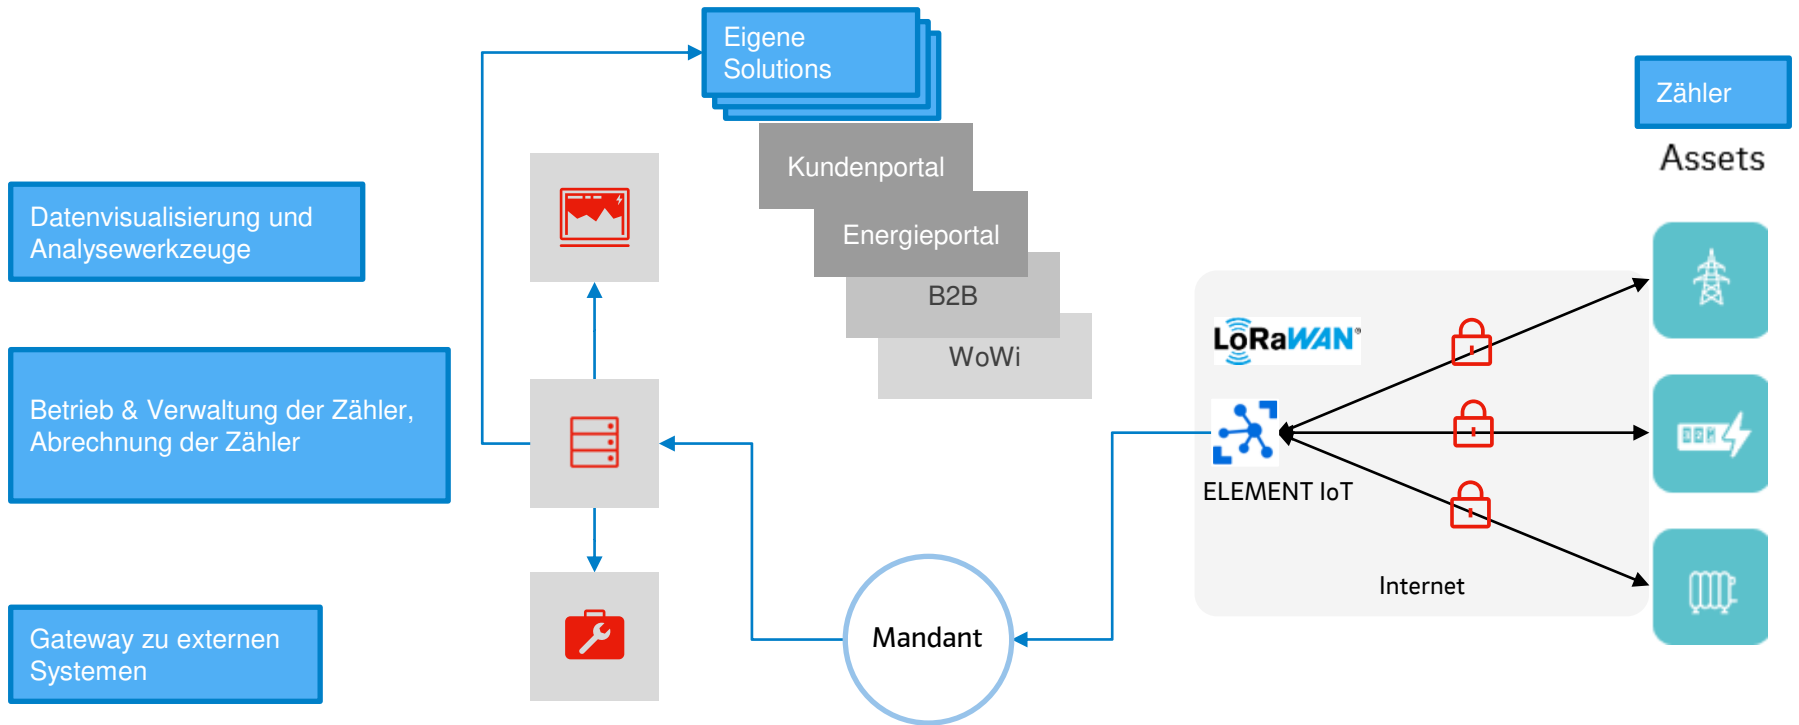 Eigene
Solutions
Zähler
Assets
Kundenportal
Energieportal
B2B
WoWi
Datenvisualisierung und
Analysewerkzeuge
Betrieb & Verwaltung der Zähler,
Abrechnung der Zähler
Gateway zu externen
Systemen
Mandant
LoRaWAN®
ELEMENT IoT
Internet